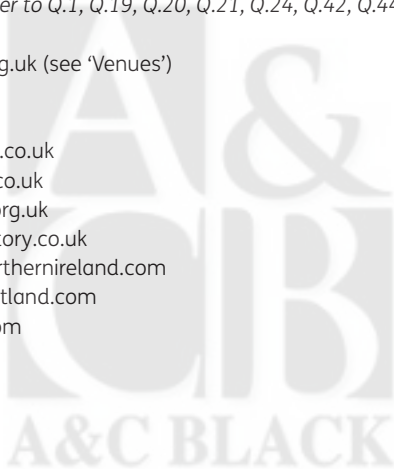 er to Q.1, Q.19, Q.20, Q.21, Q.24, Q.42, Q.44
g.uk (see ‘Venues’)
.co.uk
co.uk
org.uk
tory.co.uk
rthernireland.com
tland.com
om
A&
CB
A&C BLACK